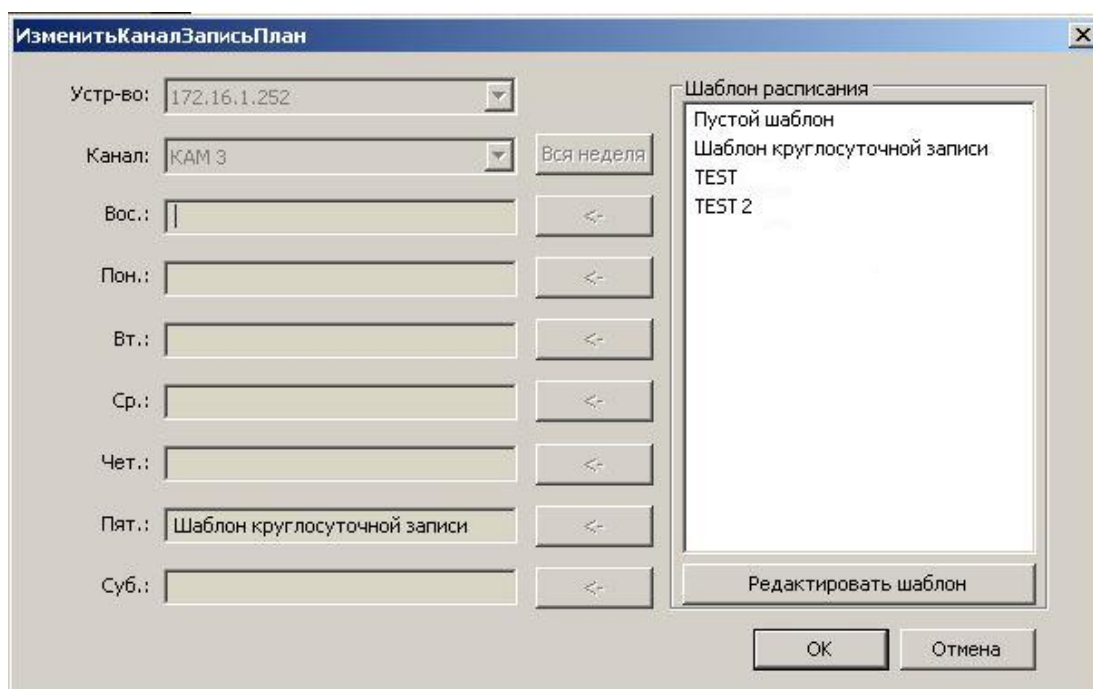 ИзменитьКаналЗаписьПлан
Устр-во: 172.16.1.252
Канал: КАМ 3 Вся неделя
Вос.: <-
Пон.: <-
Вт.: <-
Ср.: <-
Чет.: <-
Пят.: Шаблон круглосуточной записи <-
Суб.: <-
Шаблон расписания
Пустой шаблон
Шаблон круглосуточной записи
TEST
TEST 2
Редактировать шаблон
OK Отмена